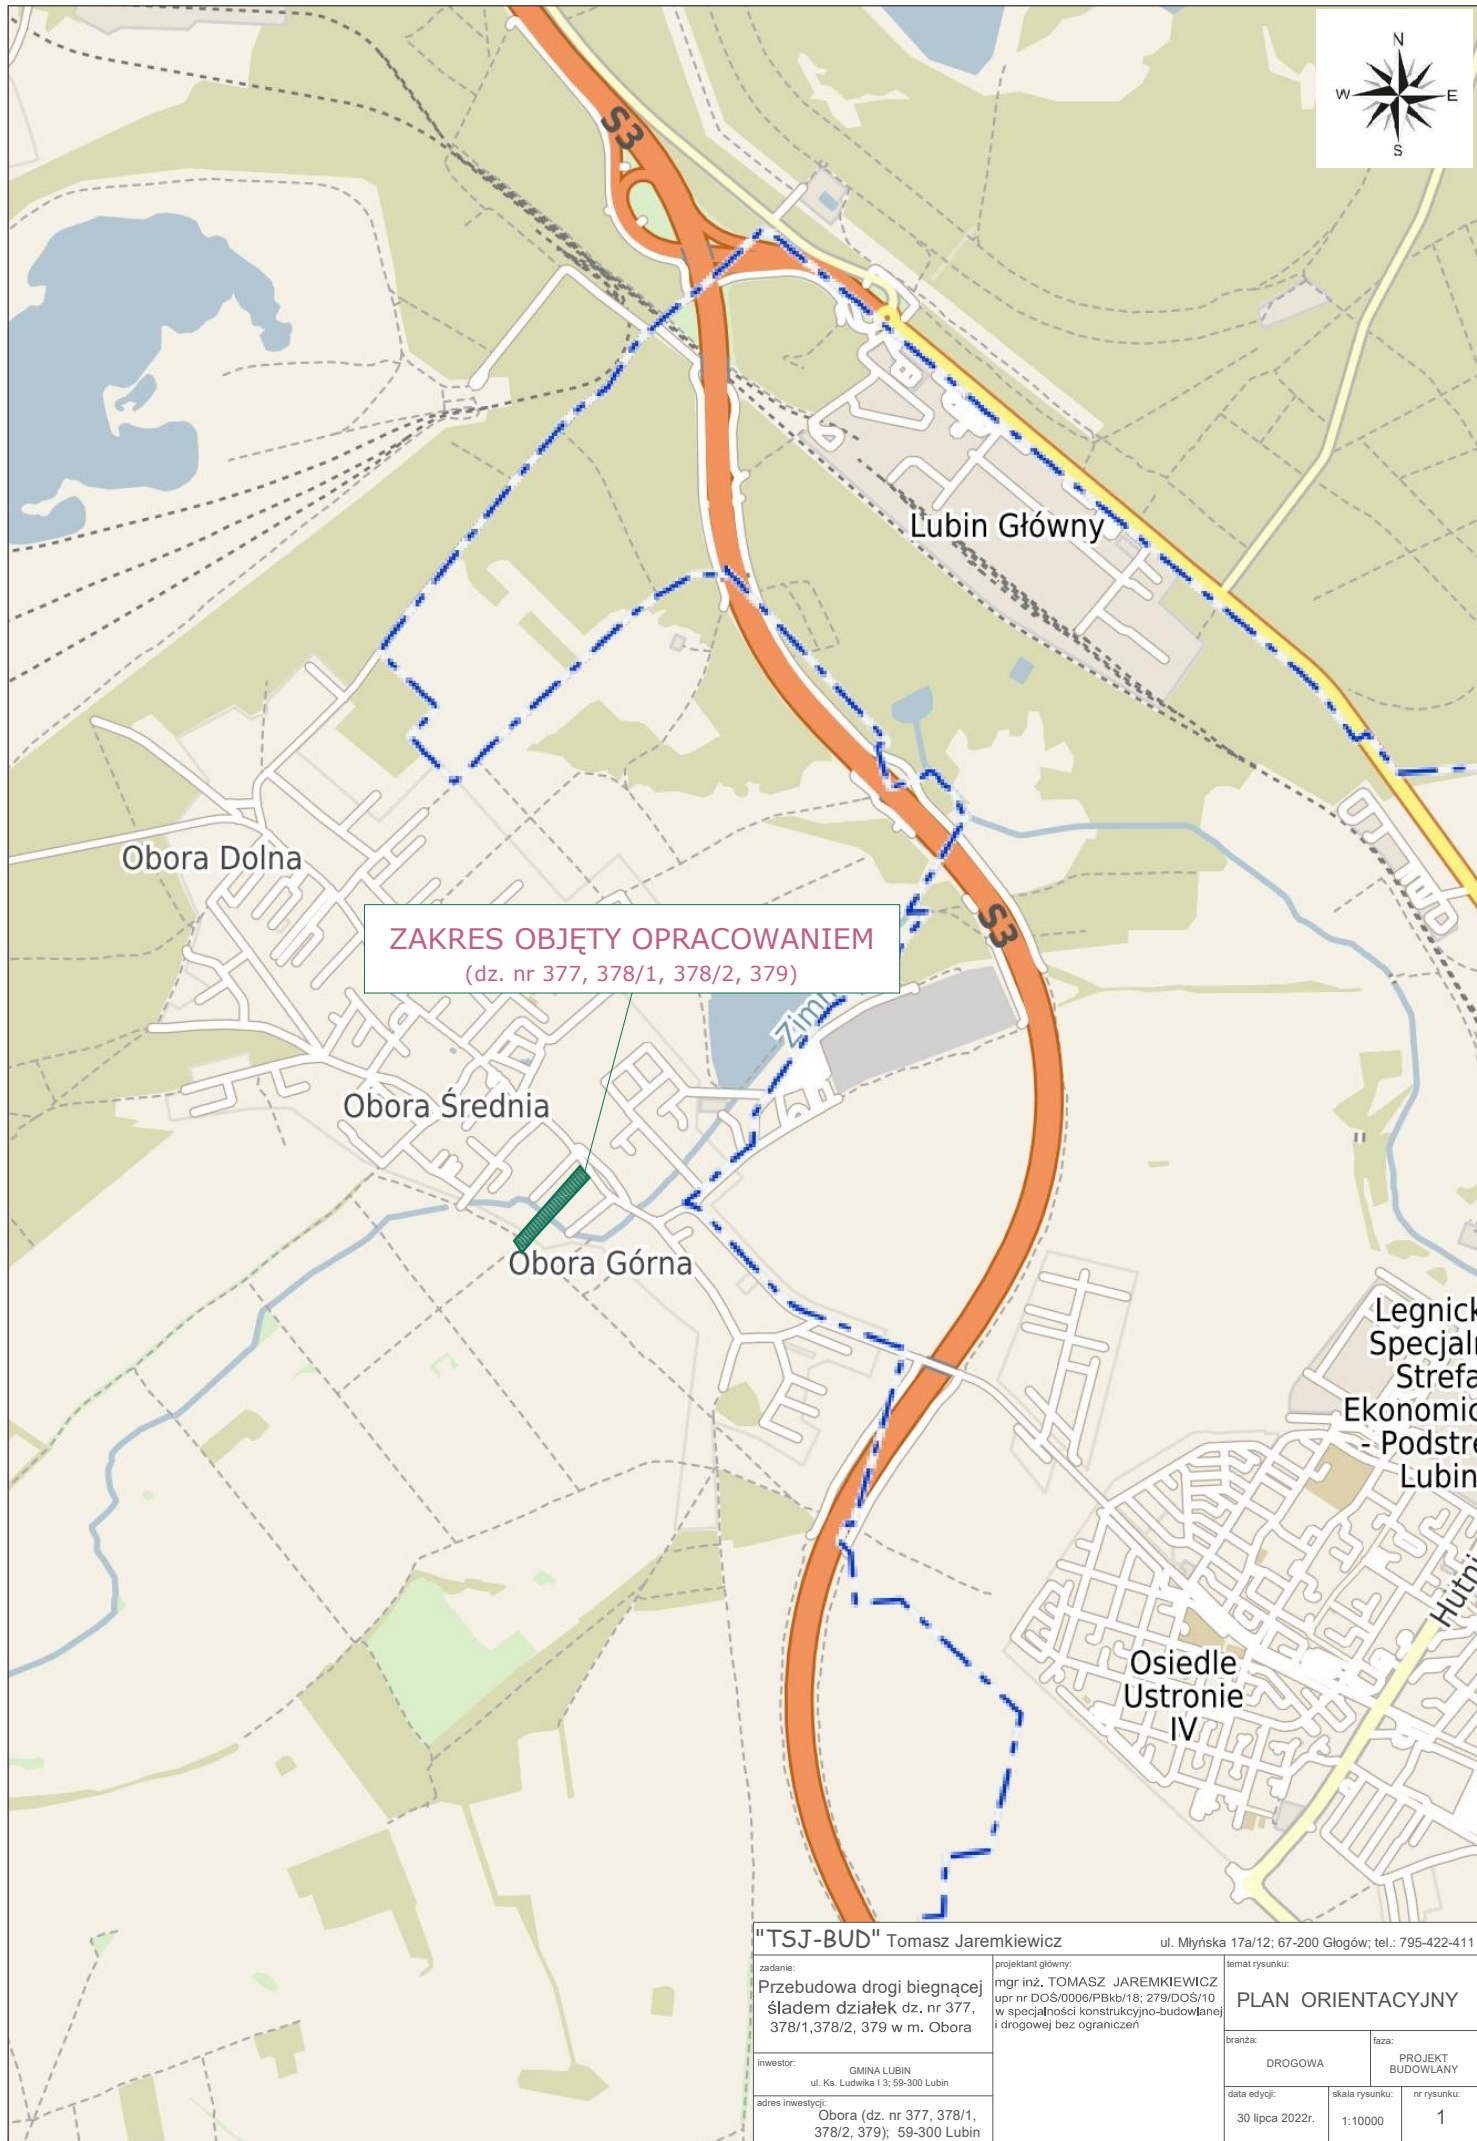 N
W
E
S
S3
Lubin Główny
Obora Dolna
ZAKRES OBJĘTY OPRACOWANIEM
(dz. nr 377, 378/1, 378/2, 379)
S3
Obora Średnia
Obora Górna
Osiedle
Ustronie
IV
- 
Lubin
"TSJ-BUD" Tomasz Jaremkiewicz
ul. Młyńska 17a/12; 67-200 Głogów; tel.: 795-422-411
zadanie:
Przebudowa drogi biegnącej
śladem działek dz. nr 377,
378/1,378/2, 379 w m. Obora
inwestor:
GMINA LUBIN
ul. Ks. Ludwika I 3; 59-300 Lubin
adres inwestycji:
Obora (dz. nr 377, 378/1,
378/2, 379); 59-300 Lubin
projektant główny:
mgr inż. TOMASZ JAREMKIEWICZ
upr nr DOŚ/0006/PBkb/18; 279/DOŚ/10
w specjalności konstrukcyjno-budowlanej
i drogowej bez ograniczeń
temat rysunku:
PLAN ORIENTACYJNY
branża:
DROGOWA
faza:
PROJEKT
BUDOWLANY
data edycji:
30 lipca 2022r.
skala rysunku:
1:10000
nr rysunku:
1